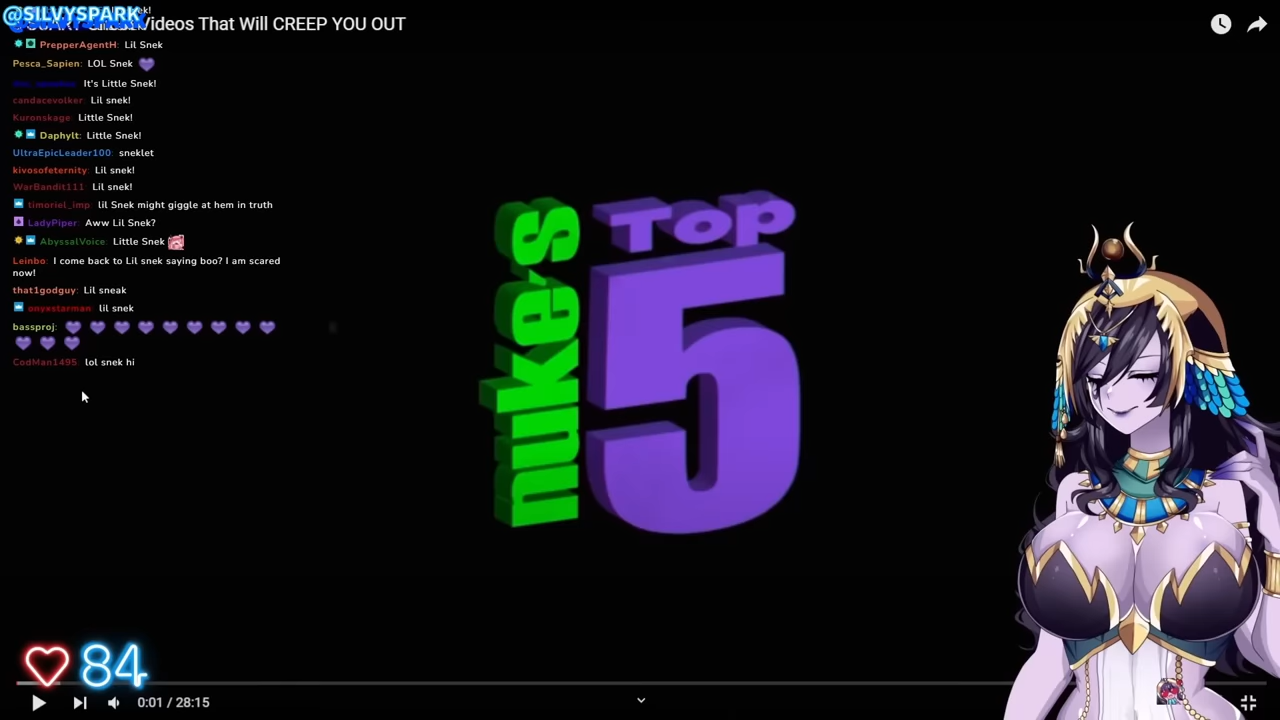 @SILVYSPARK
Videos That Will CREEP YOU OUT
PrepperAgentH: Lil Snek
Pesca_Sapien: LOL Snek
It's Little Snek!
candacevolker: Lil snek!
Kuronskage: Little Snek!
Daphylt: Little Snek!
UltraEpicLeader100: sneklet
kivosofeternity: Lil snek!
WarBandit111: Lil snek!
timoriel_imp: lil Snek might giggle at hem in truth
LadyPiper: Aww Lil Snek?
AbyssalVoice: Little Snek
Leinbo: I come back to Lil snek saying boo? I am scared
now!
that1godguy: Lil sneak
onyxstarman: lil snek
bassproj:
CodMan1495: lol snek hi
nuke's
Top
5
84
0:01 / 28:15